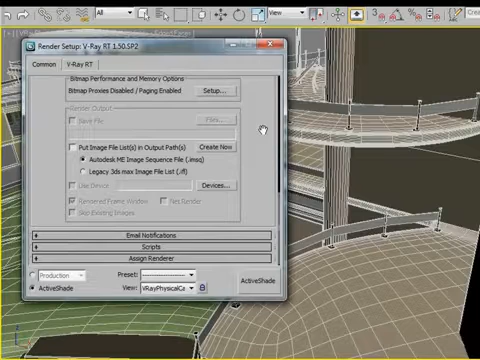 All
View
Render Setup: V-Ray RT 1.50.SP2
Common V-Ray RT
Bitmap Performance and Memory Options
Bitmap Proxies Disabled / Paging Enabled Setup...
Render Output
Save File Files...
Put Image File List(s) in Output Path(s) Create Now
Autodesk ME Image Sequence File (.imsq)
Legacy 3ds max Image File List (.ifl)
Use Device Devices...
Rendered Frame Window Net Render
Skip Existing Images
Email Notifications
Scripts
Assign Renderer
Production Preset:
ActiveShade View: VRayPhysicalCa ActiveShade